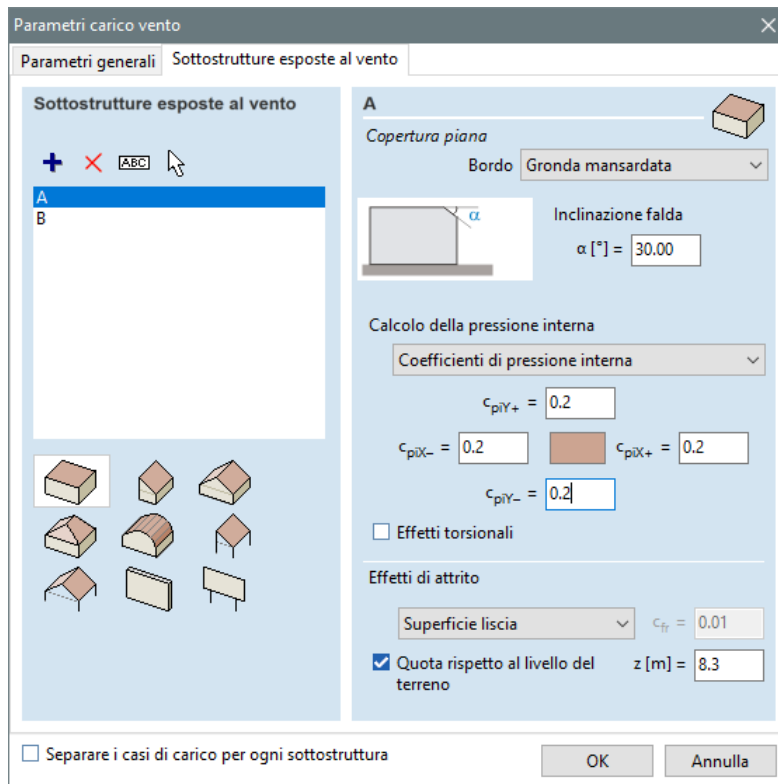 Parametri carico vento
Parametri generali
Sottostrutture esposte al vento
Sottostrutture esposte al vento
ABC
A
B
A
Copertura piana
Bordo Gronda mansardata
α
Inclinazione falda
α [°] = 30.00
Calcolo della pressione interna
Coefficienti di pressione interna
cpiY+ = 0.2
cpiX− = 0.2
cpiX+ = 0.2
cpiY− = 0.2
Effetti torsionali
Effetti di attrito
Superficie liscia
cfr = 0.01
Quota rispetto al livello del
terreno
z [m] = 8.3
Separare i casi di carico per ogni sottostruttura
OK
Annulla